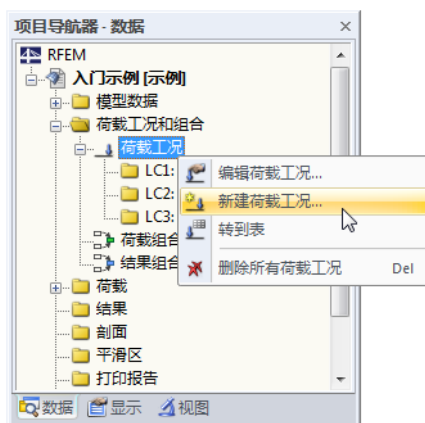 项目导航器 - 数据
RFEM
入门示例 [示例]
模型数据
荷载工况和组合
荷载工况
LC1:
编辑荷载工况...
LC2:
新建荷载工况...
LC3:
转到表
荷载组合
结果组合
删除所有荷载工况 Del
荷载
结果
剖面
平滑区
打印报告
数据 显示 视图